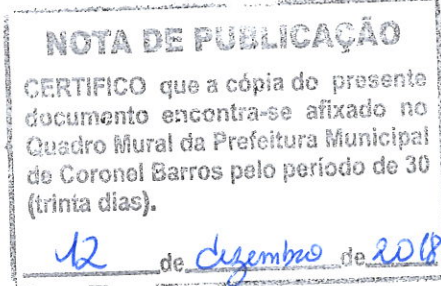 NOTA DE PUBLICAÇÃO
CERTIFICO que a cópia do presente
documento encontra-se afixado no
Quadro Mural da Prefeitura Municipal
de Coronel Barros pelo período de 30
(trinta dias).
12 de dezembro de 2018